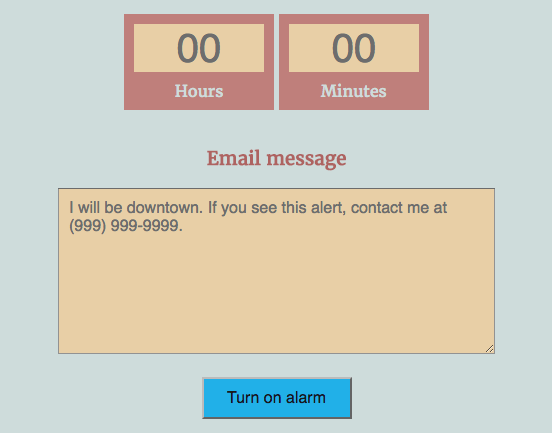 00 00
Hours Minutes
Email message
I will be downtown. If you see this alert, contact me at
(999) 999-9999.
Turn on alarm